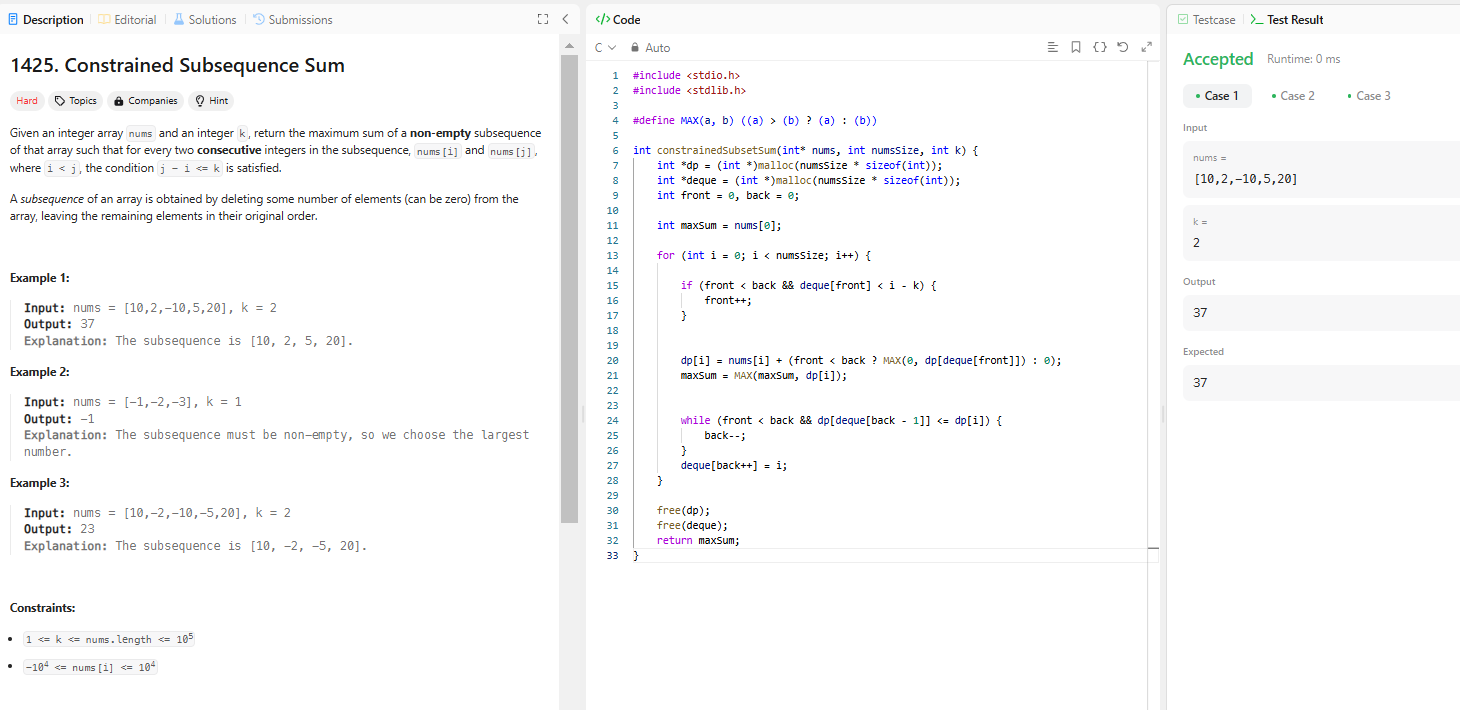 Description
Editorial
Solutions
Submissions
1425. Constrained Subsequence Sum
Hard Topics Companies Hint
Given an integer array nums and an integer k, return the maximum sum of a non-empty subsequence
of that array such that for every two consecutive integers in the subsequence, nums[i] and nums[j],
where i < j, the condition j - i <= k is satisfied.
A subsequence of an array is obtained by deleting some number of elements (can be zero) from the
array, leaving the remaining elements in their original order.
Example 1:
Input: nums = [10,2,-10,5,20], k = 2
Output: 37
Explanation: The subsequence is [10, 2, 5, 20].
Example 2:
Input: nums = [-1,-2,-3], k = 1
Output: -1
Explanation: The subsequence must be non-empty, so we choose the largest
number.
Example 3:
Input: nums = [10,-2,-10,-5,20], k = 2
Output: 23
Explanation: The subsequence is [10, -2, -5, 20].
Constraints:
• 1 <= k <= nums.length <= 10⁵
• -10⁴ <= nums[i] <= 10⁴
</> Code
C Auto
1 #include <stdio.h>
2 #include <stdlib.h>
3
4 #define MAX(a, b) ((a) > (b) ? (a) : (b))
5
6 int constrainedSubsetSum(int* nums, int numsSize, int k) {
7 int *dp = (int *)malloc(numsSize * sizeof(int));
8 int *deque = (int *)malloc(numsSize * sizeof(int));
9 int front = 0, back = 0;
10
11 int maxSum = nums[0];
12
13 for (int i = 0; i < numsSize; i++) {
14
15 if (front < back && deque[front] < i - k) {
16 front++;
17 }
18
19
20 dp[i] = nums[i] + (front < back ? MAX(0, dp[deque[front]]) : 0);
21 maxSum = MAX(maxSum, dp[i]);
22
23
24 while (front < back && dp[deque[back - 1]] <= dp[i]) {
25 back--;
26 }
27 deque[back++] = i;
28 }
29
30 free(dp);
31 free(deque);
32 return maxSum;
33 }
Testcase
Test Result
Accepted Runtime: 0 ms
• Case 1 • Case 2 • Case 3
Input
nums =
[10,2,-10,5,20]
k =
2
Output
37
Expected
37